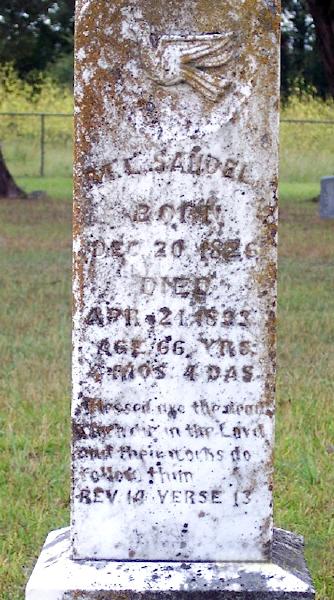 L. SANDEL
BORN
DEC 20 1826
DIED
APR 21.1893
AGE 66 YRS
4 MOS 4 DAS.
Blessed are the dead
in the Lord
and their works do
follow them
REV 14 VERSE 13